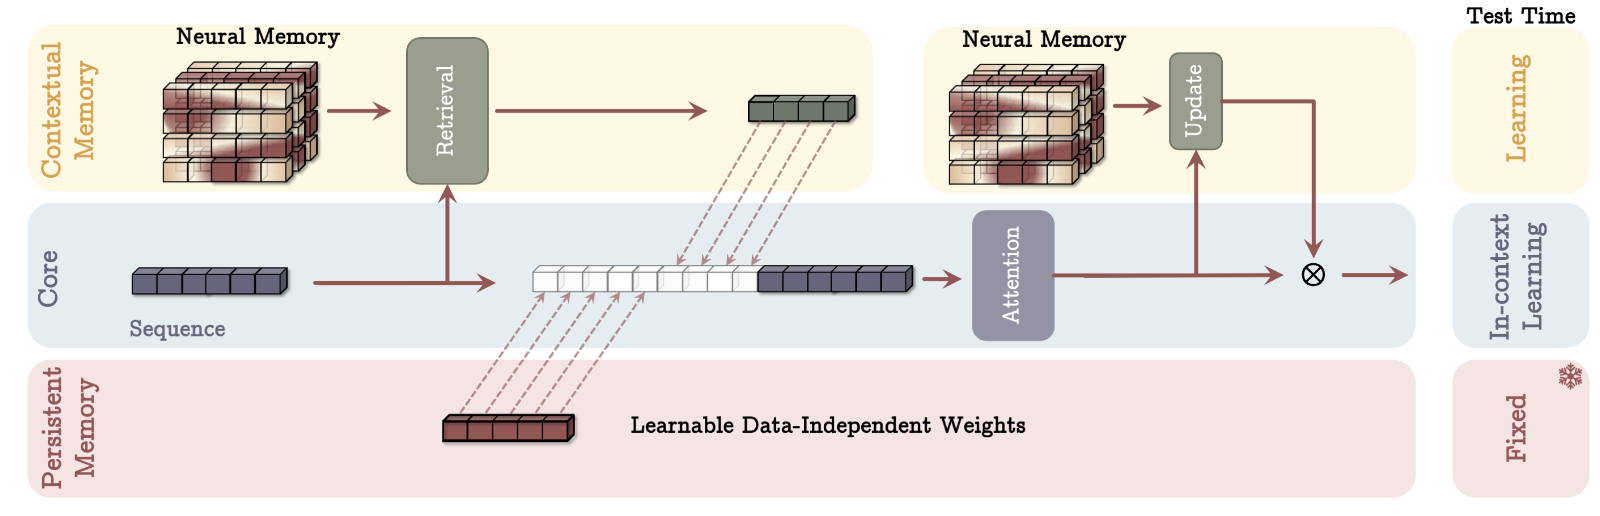 Test Time
Neural Memory
Neural Memory
Contextual
Memory
Retrieval
Update
Learning
Core
Sequence
Attention
In-context
Learning
Persistent
Memory
Learnable Data-Independent Weights
Fixed